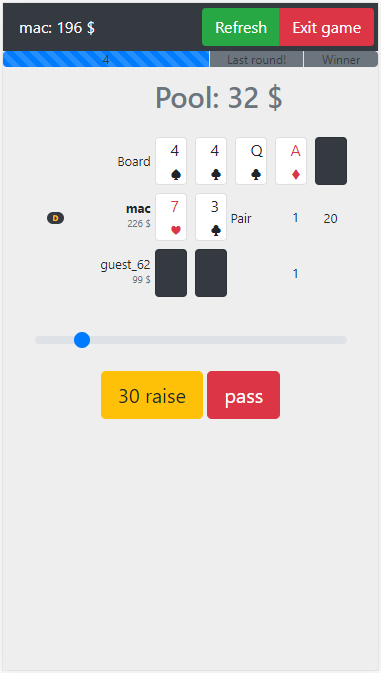 mac: 196 $ Refresh Exit game
4 Last round! Winner
Pool: 32 $
Board 4♠ 4♣ Q♣ A♦
D mac 226 $ 7♥ 3♣ Pair 1 20
guest_62 99 $ 1
30 raise pass